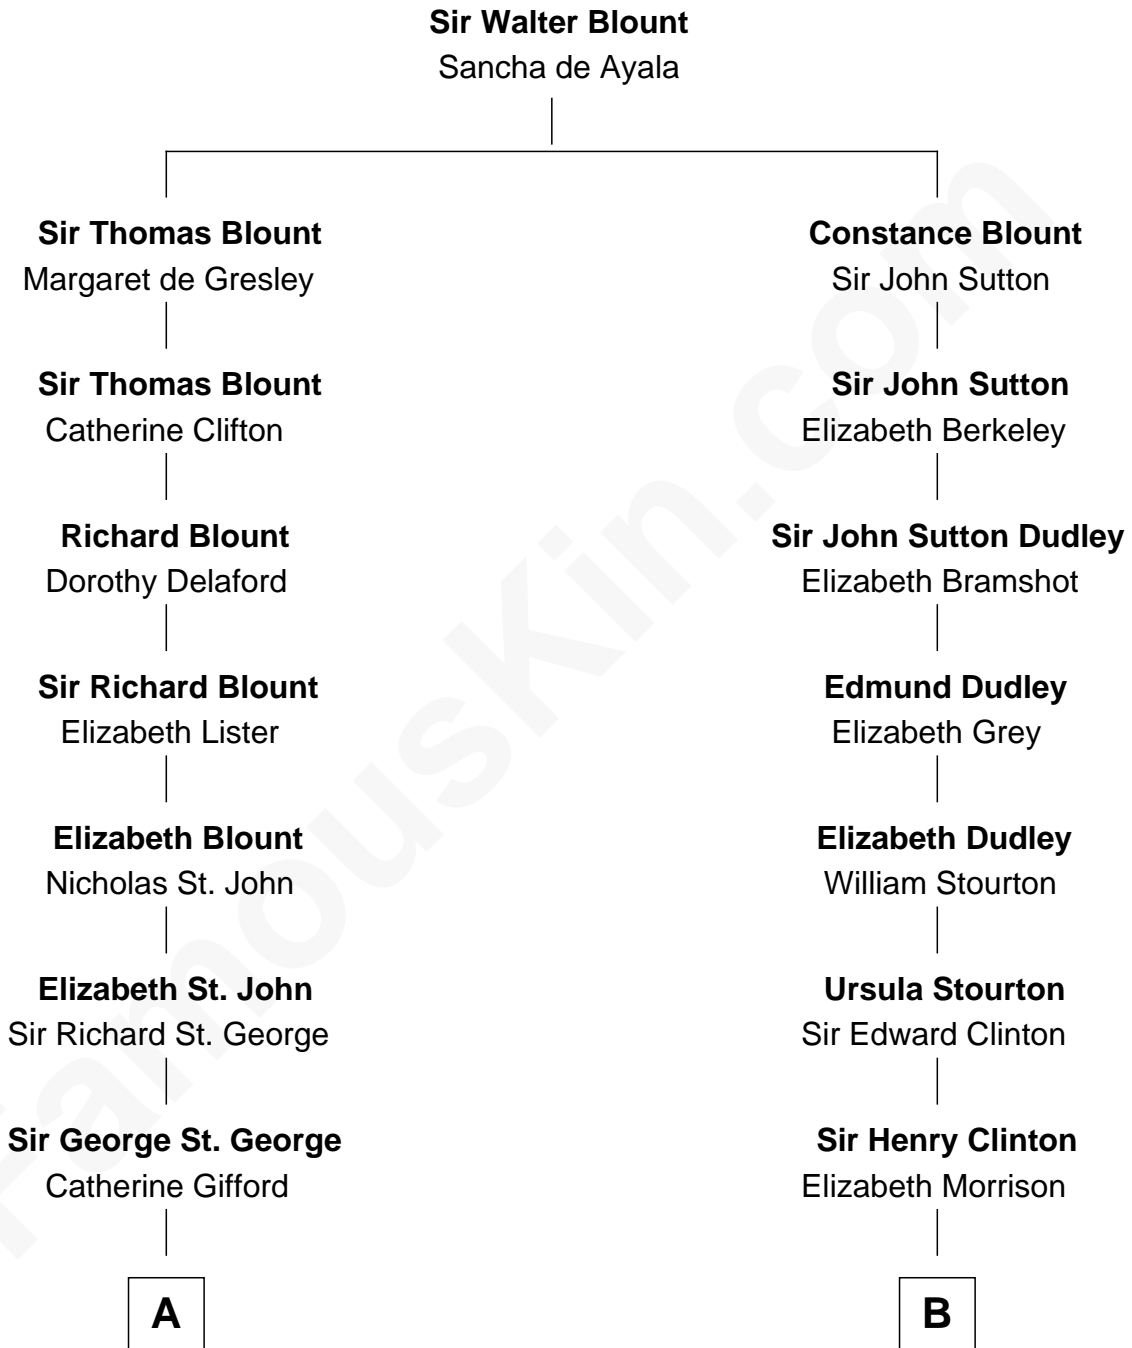 Sir Walter Blount
Sancha de Ayala
Sir Thomas Blount
Margaret de Gresley
Constance Blount
Sir John Sutton
Sir Thomas Blount
Catherine Clifton
Sir John Sutton
Elizabeth Berkeley
Richard Blount
Dorothy Delaford
Sir John Sutton Dudley
Elizabeth Bramshot
Sir Richard Blount
Elizabeth Lister
Edmund Dudley
Elizabeth Grey
Elizabeth Blount
Nicholas St. John
Elizabeth Dudley
William Stourton
Elizabeth St. John
Sir Richard St. George
Ursula Stourton
Sir Edward Clinton
Sir George St. George
Catherine Gifford
Sir Henry Clinton
Elizabeth Morrison
A
B
FamousKin.com